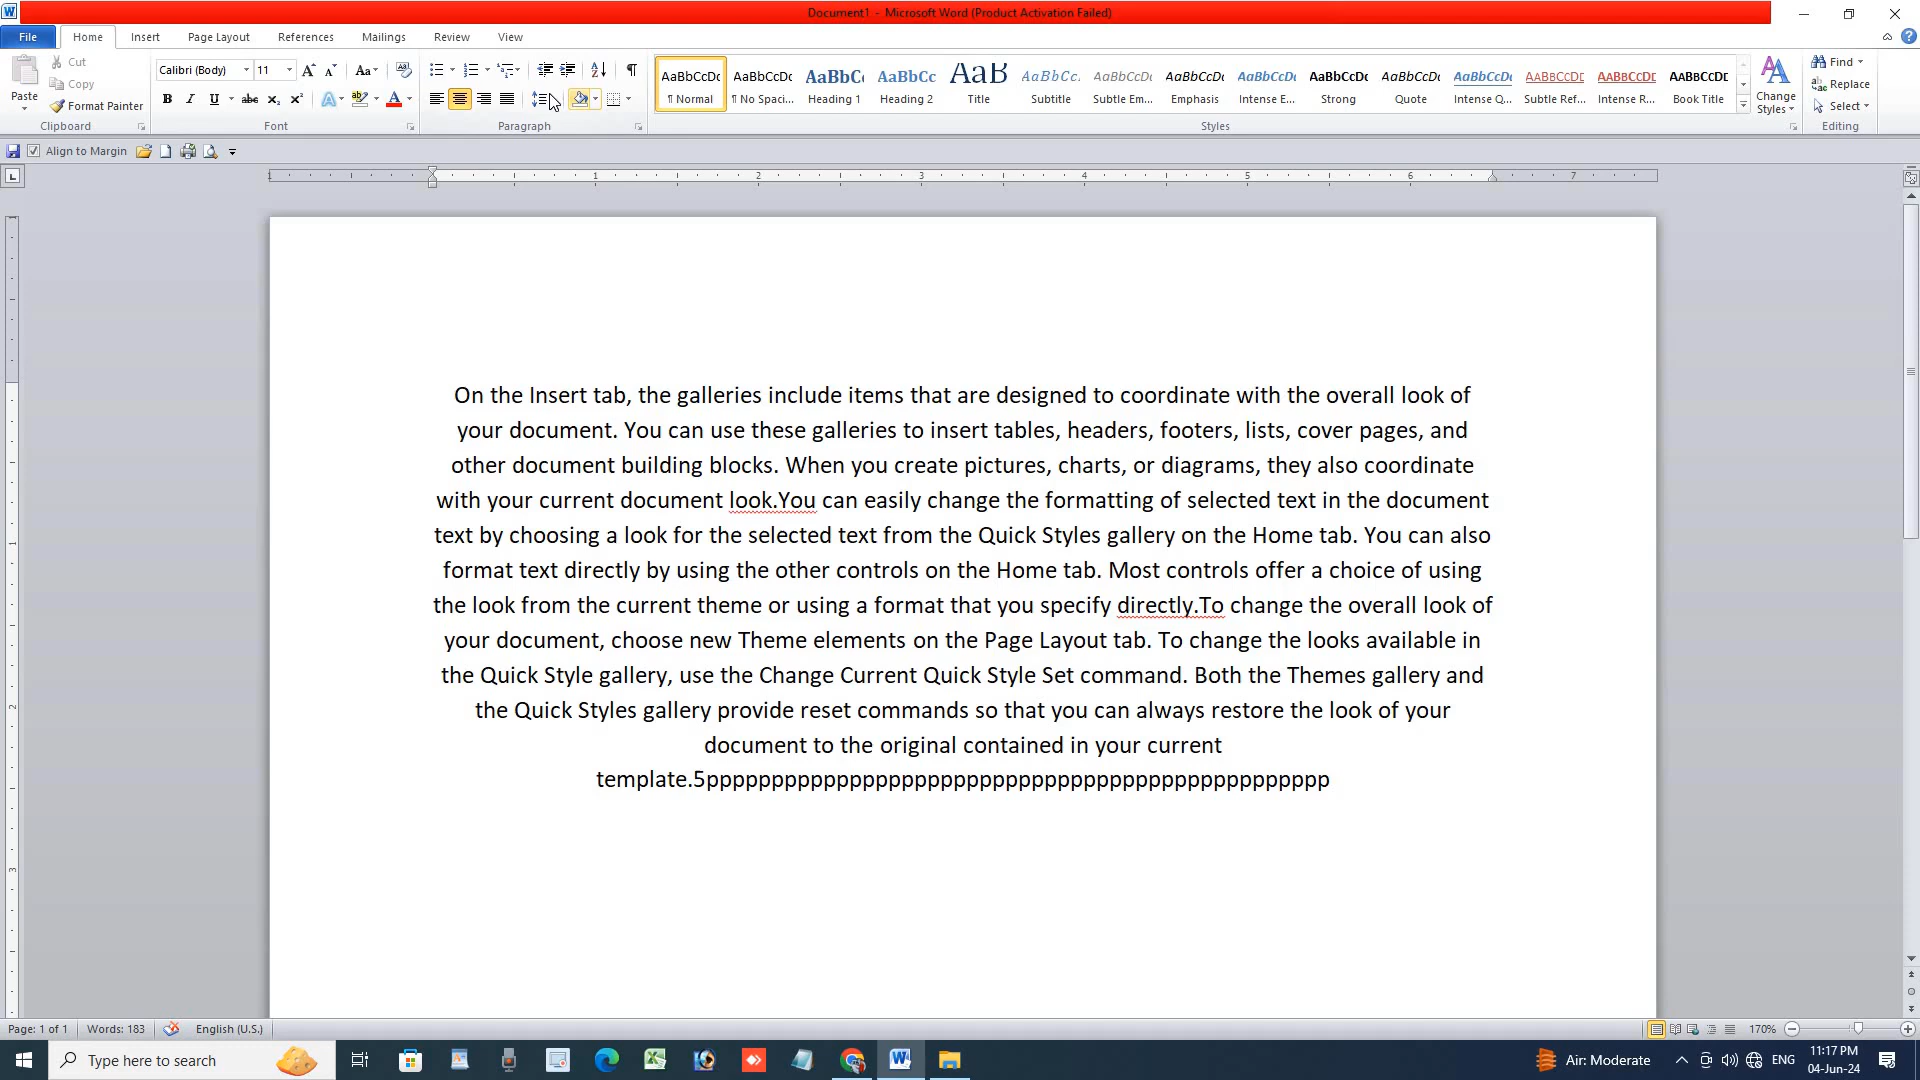 Document1 - Microsoft Word (Product Activation Failed)
File Home Insert Page Layout References Mailings Review View
Paste
Cut
Copy
Format Painter
Clipboard
Calibri (Body) 11
Font
Paragraph
AaBbCcDc AaBbCcDc AaBbCc AaBbCc AaB AaBbCc. AaBbCcDc AaBbCcDc AaBbCcDc AaBbCcDc AaBbCcDc AaBbCcDc AABBCCDE AABBCCDE AABBCCDE
¶ Normal ¶ No Spaci... Heading 1 Heading 2 Title Subtitle Subtle Em... Emphasis Intense E... Strong Quote Intense Q... Subtle Ref... Intense R... Book Title
Change
Styles
Styles
Find
Replace
Select
Editing
Align to Margin
1 1 2 3 4 5 6 7
On the Insert tab, the galleries include items that are designed to coordinate with the overall look of
your document. You can use these galleries to insert tables, headers, footers, lists, cover pages, and
other document building blocks. When you create pictures, charts, or diagrams, they also coordinate
with your current document look.You can easily change the formatting of selected text in the document
text by choosing a look for the selected text from the Quick Styles gallery on the Home tab. You can also
format text directly by using the other controls on the Home tab. Most controls offer a choice of using
the look from the current theme or using a format that you specify directly.To change the overall look of
your document, choose new Theme elements on the Page Layout tab. To change the looks available in
the Quick Style gallery, use the Change Current Quick Style Set command. Both the Themes gallery and
the Quick Styles gallery provide reset commands so that you can always restore the look of your
document to the original contained in your current
template.5pppppppppppppppppppppppppppppppppppppppppppppppp
Page: 1 of 1 Words: 183 English (U.S.) 170%
Type here to search
Air: Moderate ENG 11:17 PM
04-Jun-24